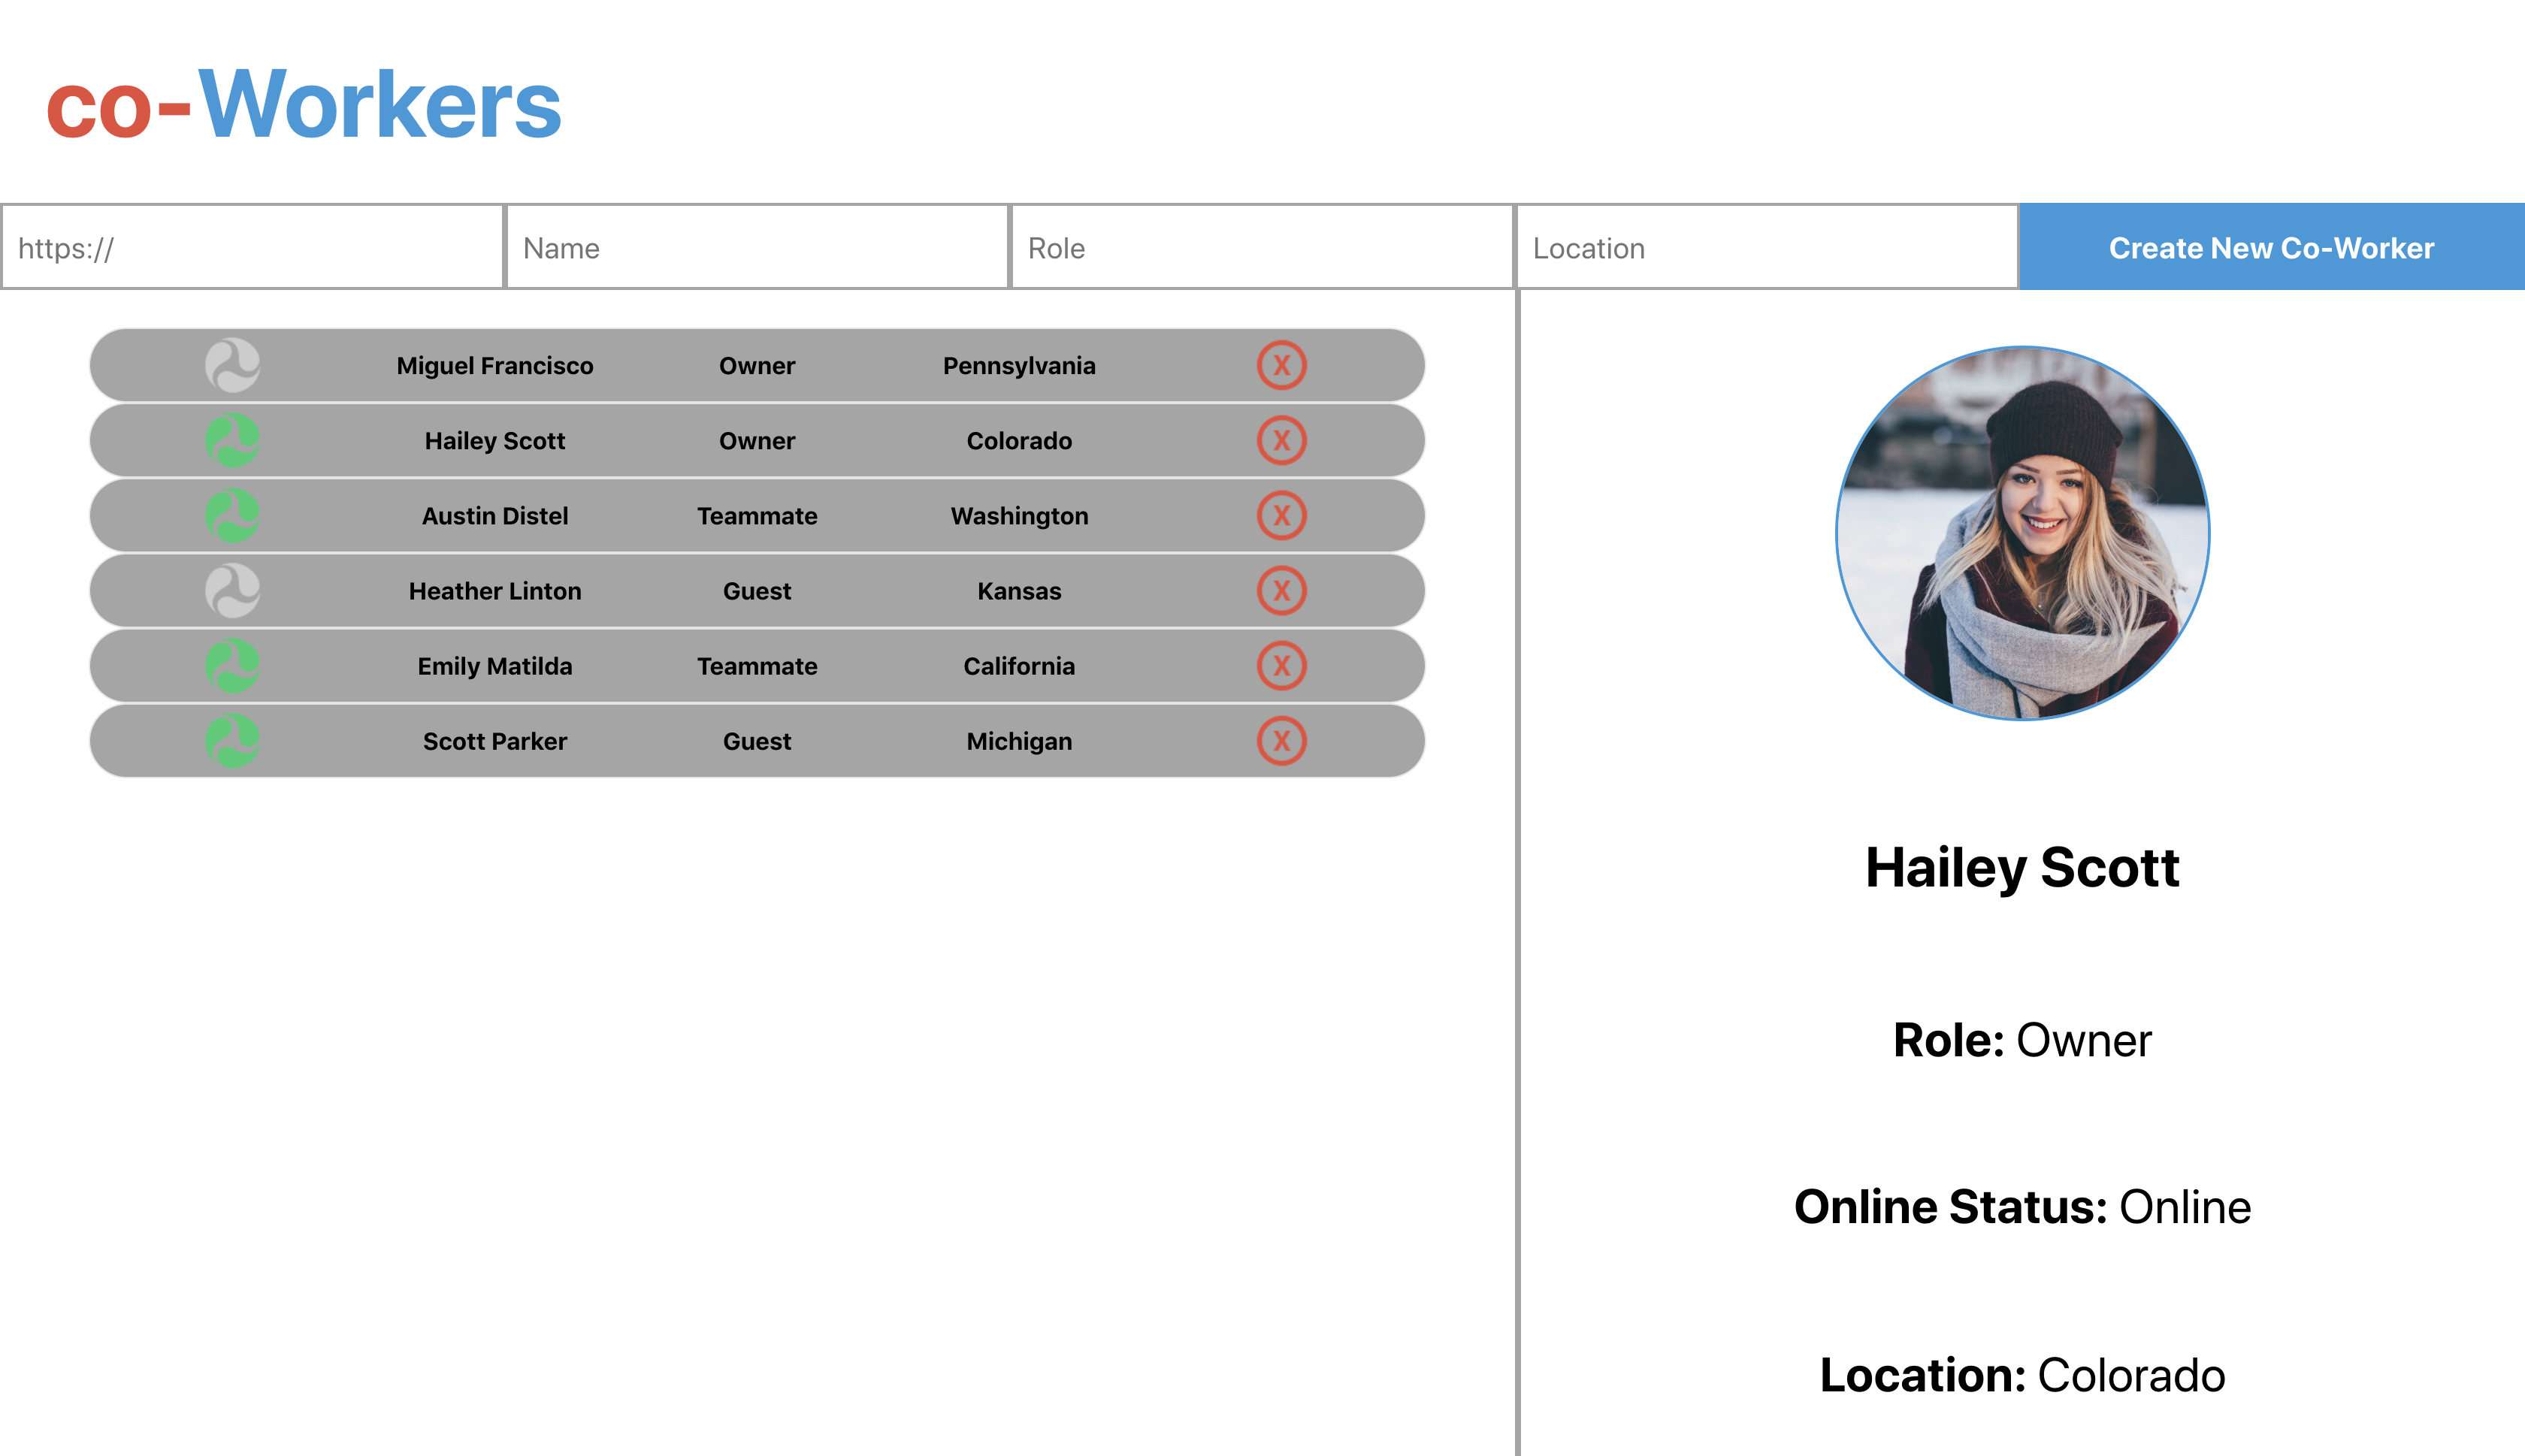 co-Workers
https:// Name Role Location Create New Co-Worker
Miguel Francisco Owner Pennsylvania X
Hailey Scott Owner Colorado X
Austin Distel Teammate Washington X
Heather Linton Guest Kansas X
Emily Matilda Teammate California X
Scott Parker Guest Michigan X
Hailey Scott
Role: Owner
Online Status: Online
Location: Colorado